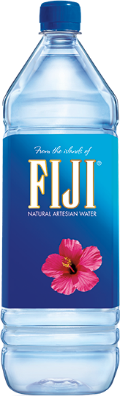 From the islands of
FIJI®
NATURAL ARTESIAN WATER